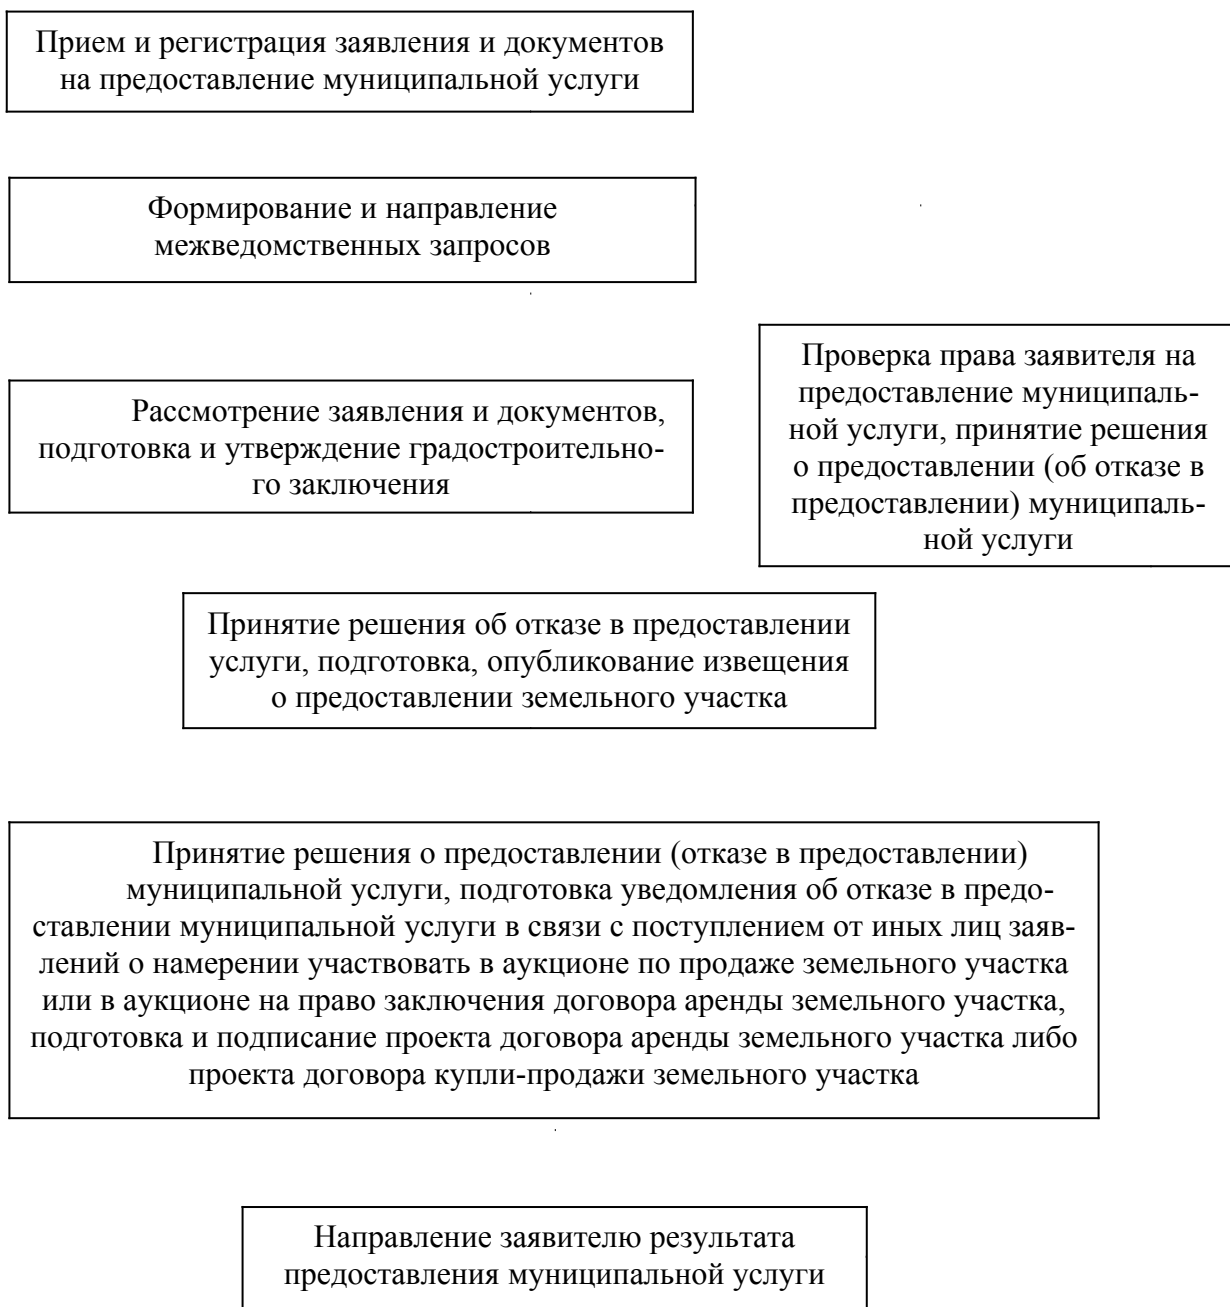 Прием и регистрация заявления и документов
на предоставление муниципальной услуги
Формирование и направление
межведомственных запросов
Рассмотрение заявления и документов,
подготовка и утверждение градостроительно-
го заключения
Проверка права заявителя на
предоставление муниципаль-
ной услуги, принятие решения
о предоставлении (об отказе в
предоставлении) муниципаль-
ной услуги
Принятие решения об отказе в предоставлении
услуги, подготовка, опубликование извещения
о предоставлении земельного участка
Принятие решения о предоставлении (отказе в предоставлении)
муниципальной услуги, подготовка уведомления об отказе в предо-
ставлении муниципальной услуги в связи с поступлением от иных лиц заяв-
лений о намерении участвовать в аукционе по продаже земельного участка
или в аукционе на право заключения договора аренды земельного участка,
подготовка и подписание проекта договора аренды земельного участка либо
проекта договора купли-продажи земельного участка
Направление заявителю результата
предоставления муниципальной услуги